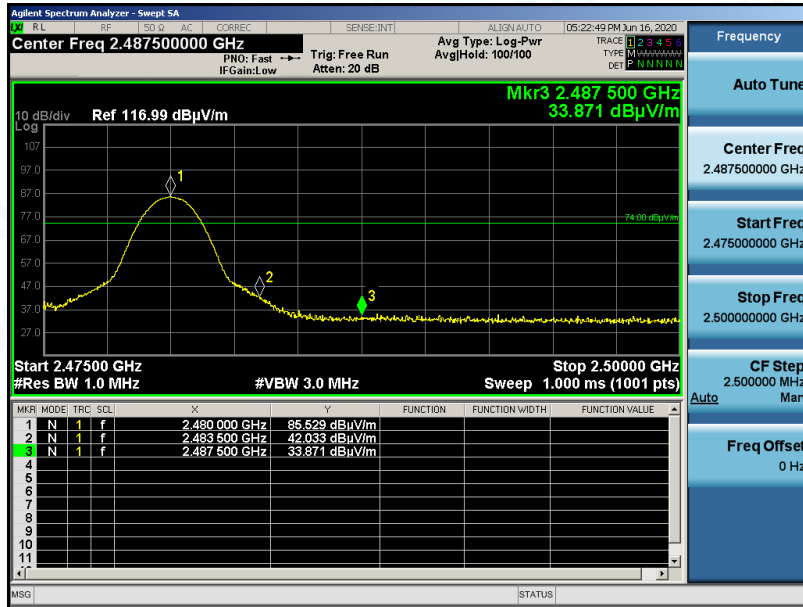 Agilent Spectrum Analyzer - Swept SA
LXI RL RF 50 Ω AC CORREC SENSE:INT ALIGN AUTO 05:22:49 PM Jun 16, 2020
Center Freq 2.487500000 GHz
PNO: Fast
IFGain:Low
Trig: Free Run
Atten: 20 dB
Avg Type: Log-Pwr
Avg|Hold: 100/100
TRACE 1 2 3 4 5 6
TYPE M
DET P N N N N N
Mkr3 2.487 500 GHz
33.871 dBµV/m
10 dB/div Ref 116.99 dBµV/m
Log
107
97.0
87.0
77.0
67.0
57.0
47.0
37.0
27.0
1
2
3
74.00 dBµV/m
Start 2.47500 GHz Stop 2.50000 GHz
#Res BW 1.0 MHz #VBW 3.0 MHz Sweep 1.000 ms (1001 pts)
MKR MODE TRC SCL X Y FUNCTION FUNCTION WIDTH FUNCTION VALUE
1 N 1 f 2.480 000 GHz 85.529 dBµV/m
2 N 1 f 2.483 500 GHz 42.033 dBµV/m
3 N 1 f 2.487 500 GHz 33.871 dBµV/m
4
5
6
7
8
9
10
11
MSG STATUS
Frequency
Auto Tune
Center Freq
2.487500000 GHz
Start Freq
2.475000000 GHz
Stop Freq
2.500000000 GHz
CF Step
2.500000 MHz
Auto Man
Freq Offset
0 Hz